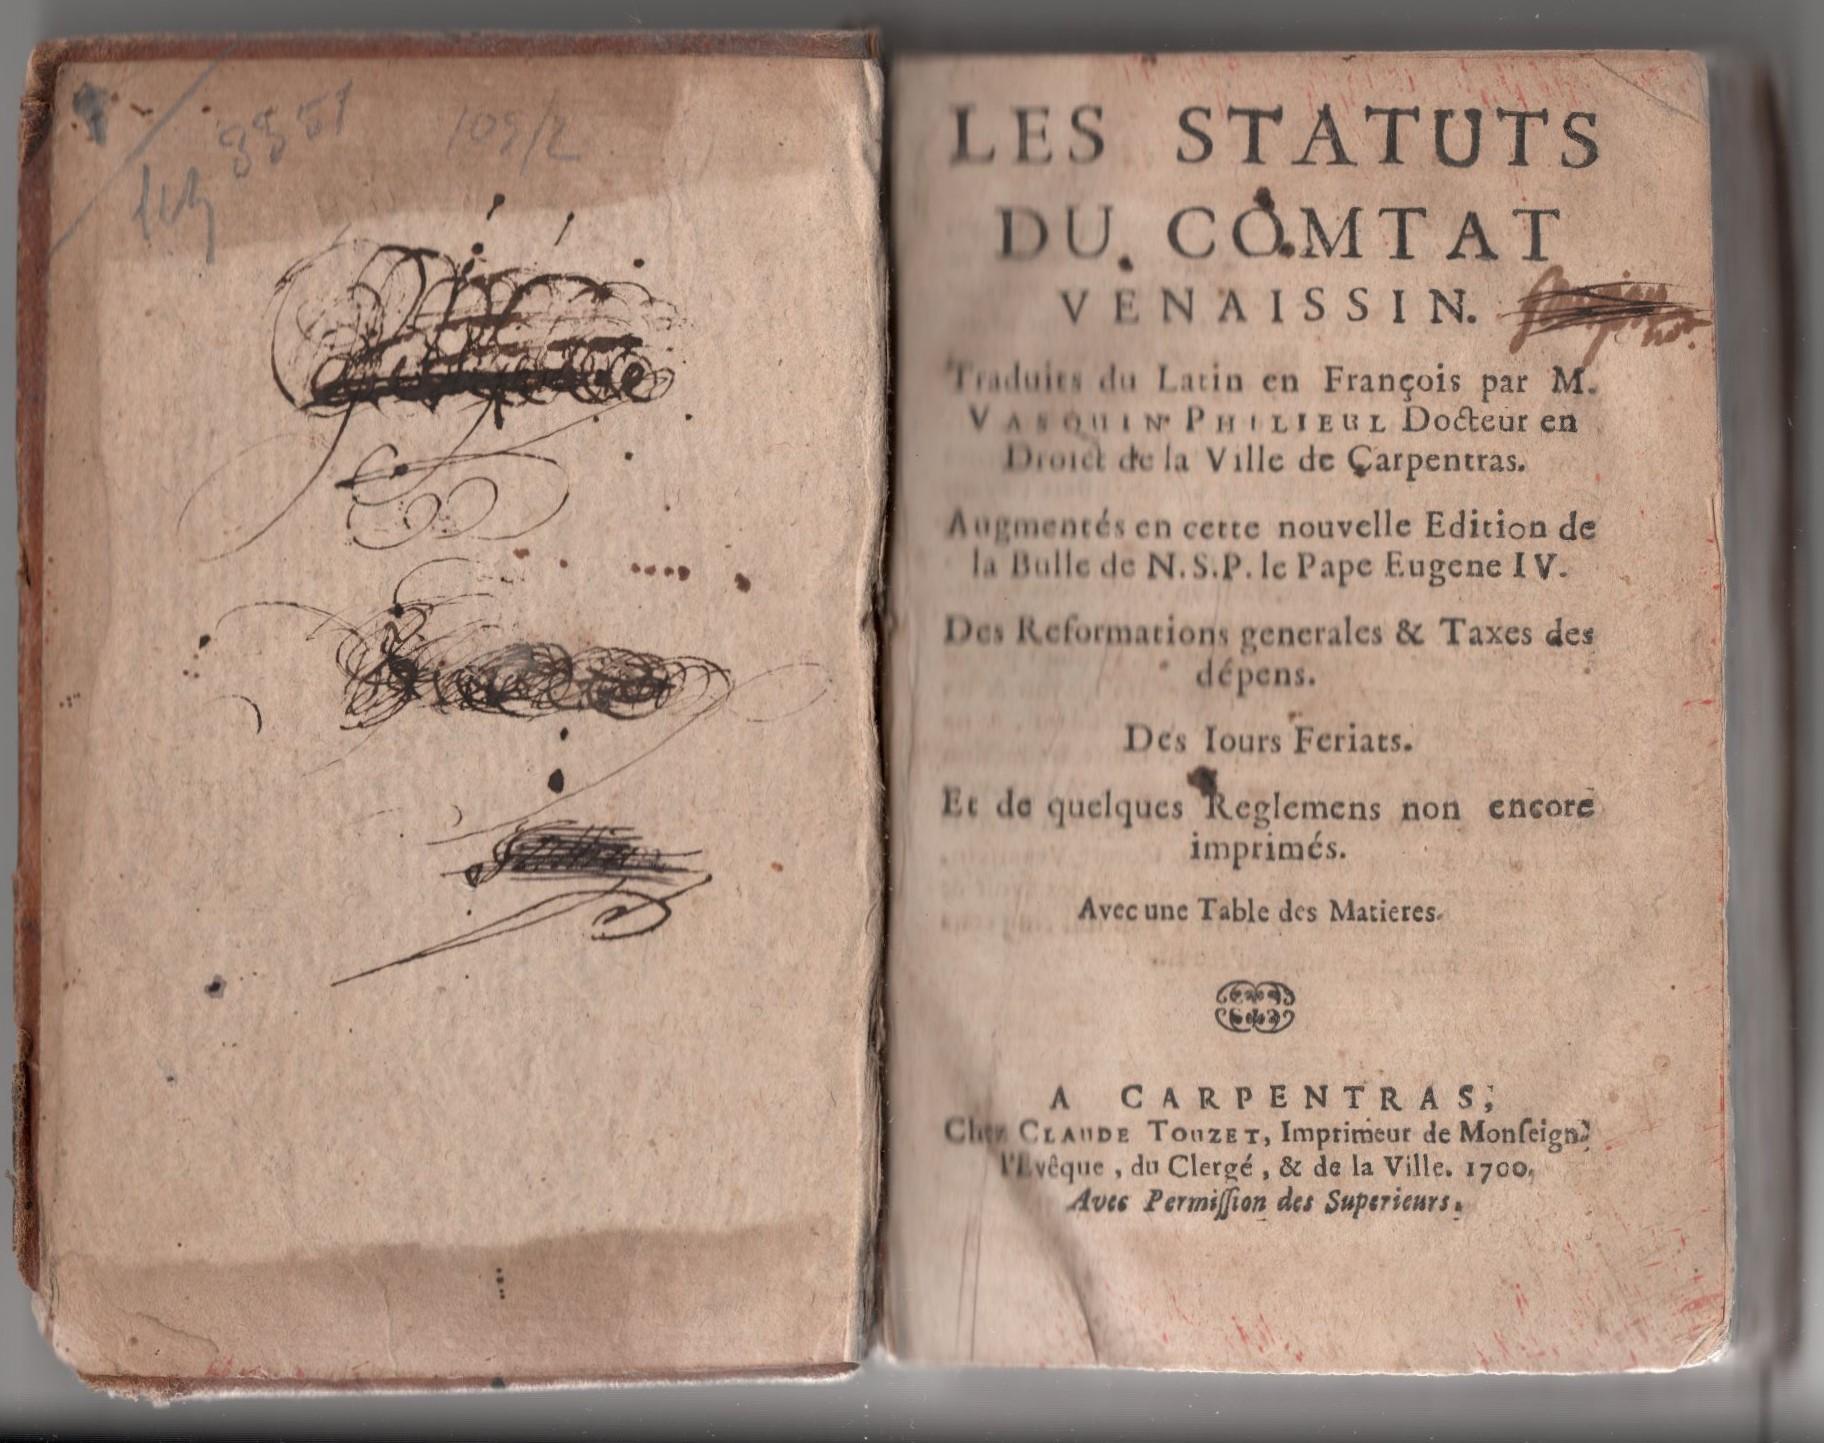 3351
109/2
LES STATUTS
DU COMTAT
VENAISSIN.
Traduits du Latin en François par M.
VASQUIN PHILIEUL Docteur en
Droict de la Ville de Carpentras.
Augmentés en cette nouvelle Edition de
la Bulle de N.S.P. le Pape Eugene IV.
Des Reformations generales & Taxes des
dépens.
Des Iours Feriats.
Et de quelques Reglemens non encore
imprimés.
Avec une Table des Matieres.
A CARPENTRAS,
Chez CLAUDE TOUZET, Imprimeur de Monſeign.
l'Evêque, du Clergé, & de la Ville. 1700.
Avec Permiſſion des Superieurs.